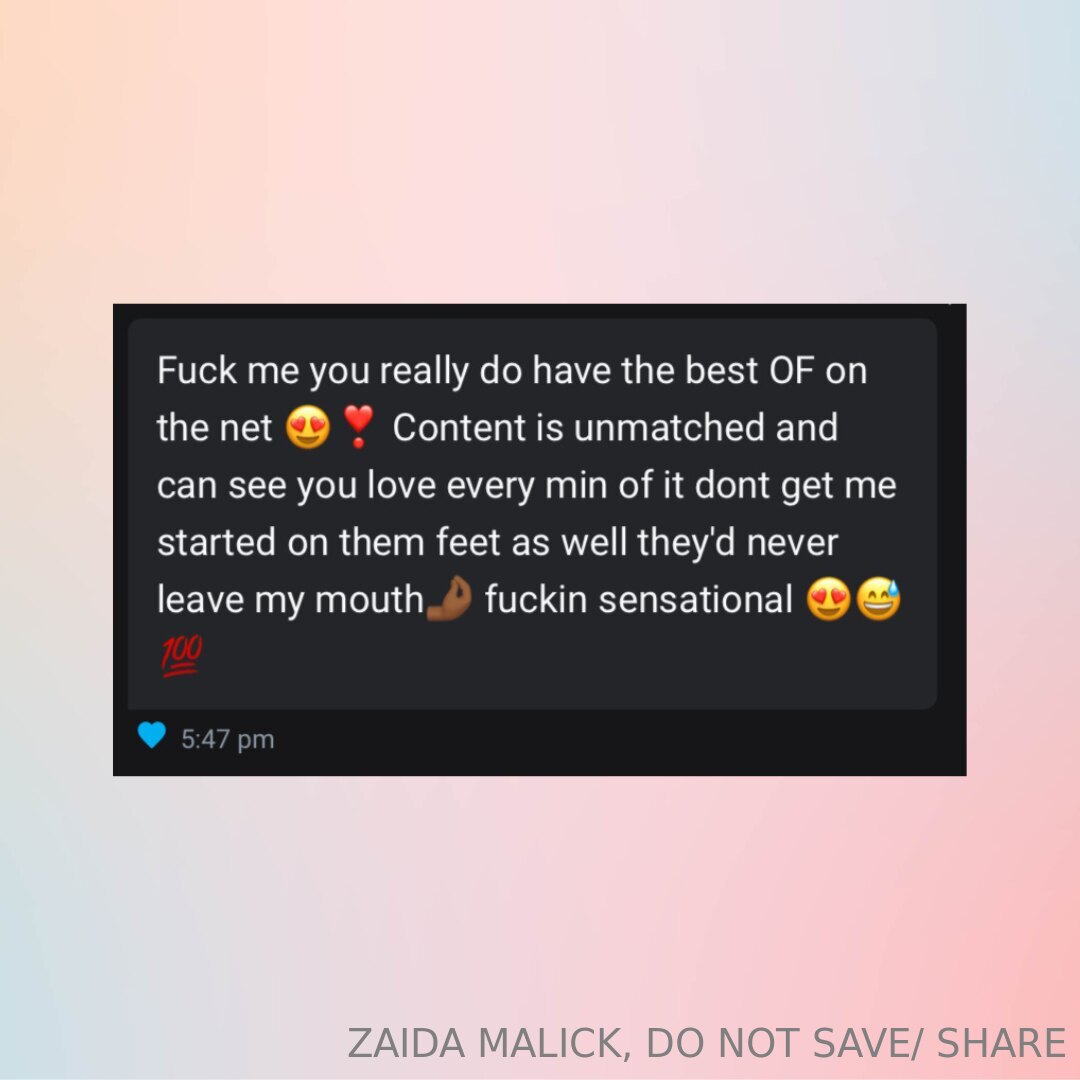 Fuck me you really do have the best OF on
the net 😍❣️ Content is unmatched and
can see you love every min of it dont get me
started on them feet as well they'd never
leave my mouth🤌🏾 fuckin sensational 😍😅
💯
5:47 pm
ZAIDA MALICK, DO NOT SAVE/ SHARE